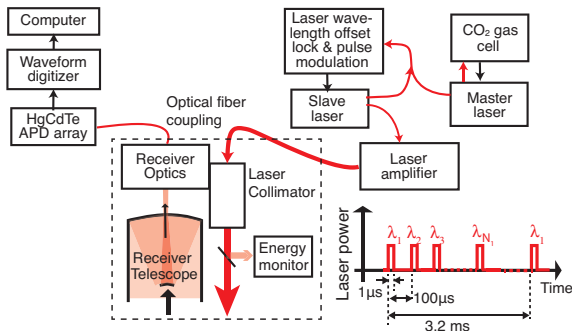 Computer
Waveform
digitizer
HgCdTe
APD array
Optical fiber
coupling
Laser wave-
length offset
lock & pulse
modulation
CO₂ gas
cell
Slave
laser
Master
laser
Receiver
Optics
Laser
Collimator
Laser
amplifier
Receiver
Telescope
Energy
monitor
Laser power
λ₁ λ₂ λ₃ λN₁ λ₁
Time
1μs
100μs
3.2 ms